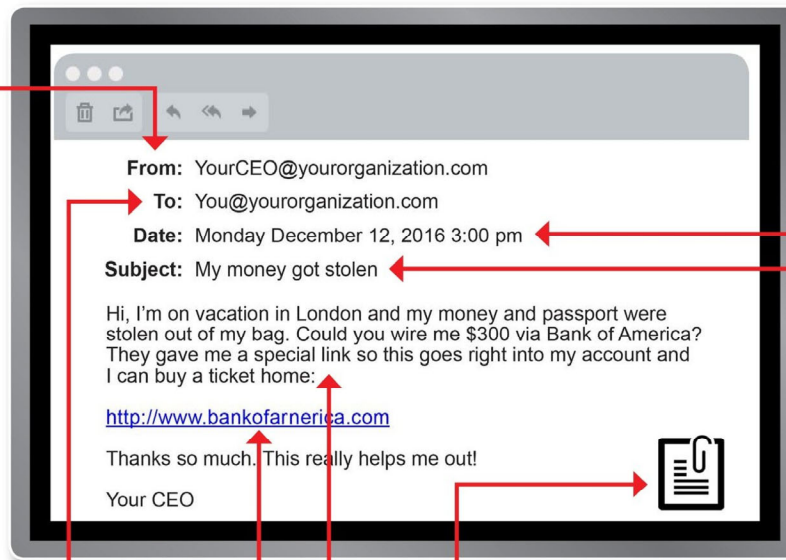 From: YourCEO@yourorganization.com
To: You@yourorganization.com
Date: Monday December 12, 2016 3:00 pm
Subject: My money got stolen
Hi, I'm on vacation in London and my money and passport were
stolen out of my bag. Could you wire me $300 via Bank of America?
They gave me a special link so this goes right into my account and
I can buy a ticket home:
http://www.bankofarnerica.com
Thanks so much. This really helps me out!
Your CEO